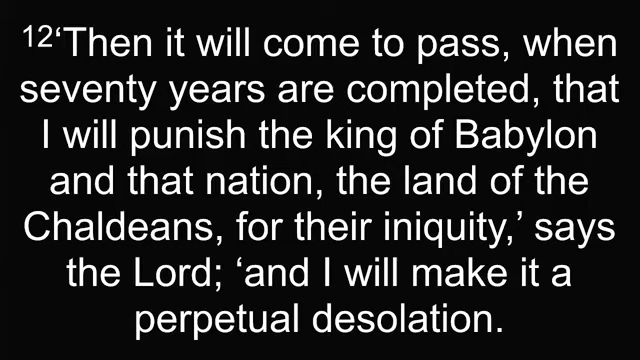 12‘Then it will come to pass, when
seventy years are completed, that
I will punish the king of Babylon
and that nation, the land of the
Chaldeans, for their iniquity,’ says
the Lord; ‘and I will make it a
perpetual desolation.